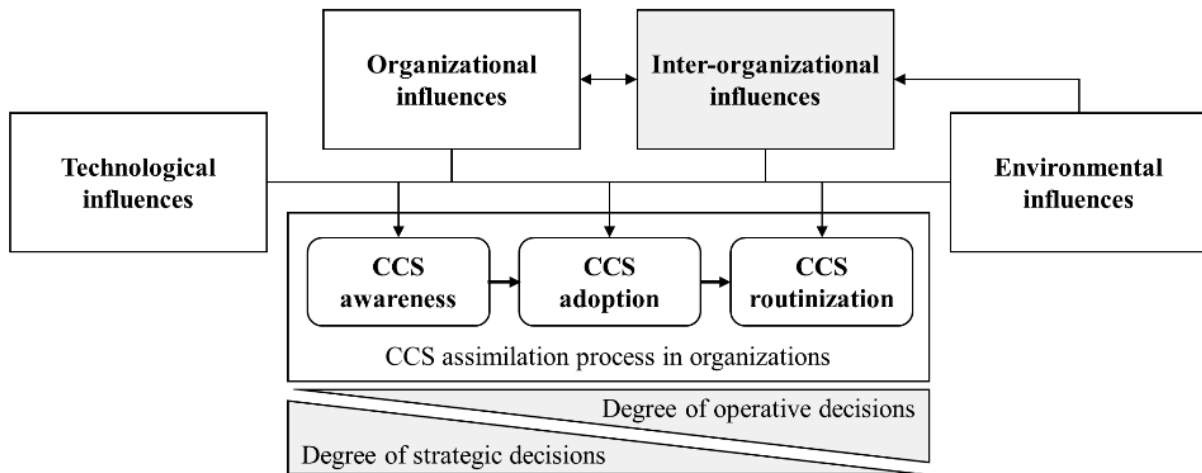 Organizational
influences
Inter-organizational
influences
Technological
influences
Environmental
influences
CCS
awareness
CCS
adoption
CCS
routinization
CCS assimilation process in organizations
Degree of operative decisions
Degree of strategic decisions